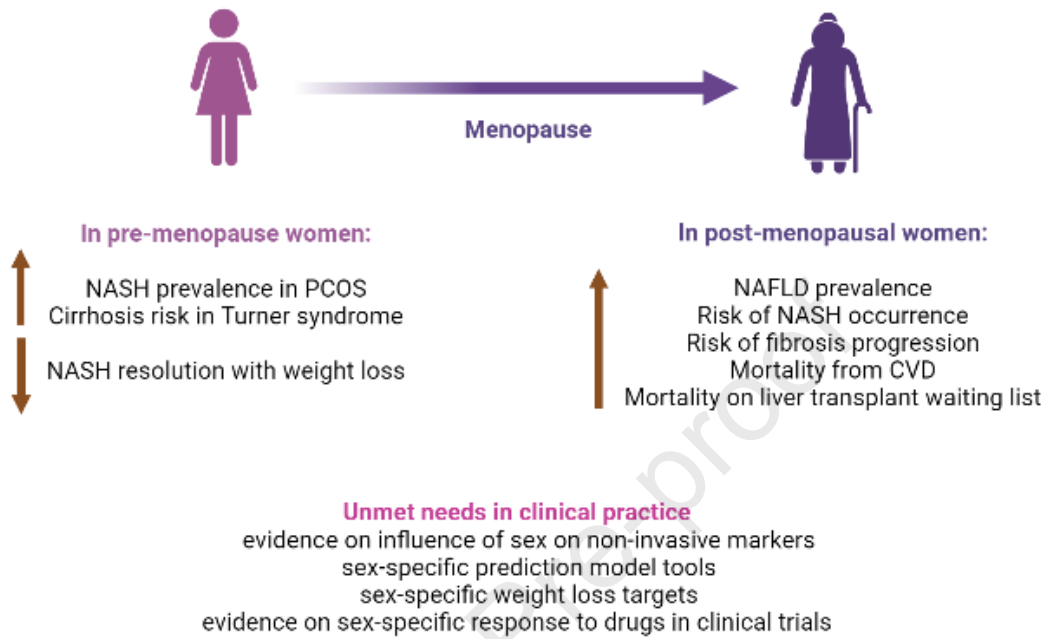 Menopause
In pre-menopause women:
NASH prevalence in PCOS
Cirrhosis risk in Turner syndrome
NASH resolution with weight loss
In post-menopausal women:
NAFLD prevalence
Risk of NASH occurrence
Risk of fibrosis progression
Mortality from CVD
Mortality on liver transplant waiting list
Unmet needs in clinical practice
evidence on influence of sex on non-invasive markers
sex-specific prediction model tools
sex-specific weight loss targets
evidence on sex-specific response to drugs in clinical trials
Pre-proof